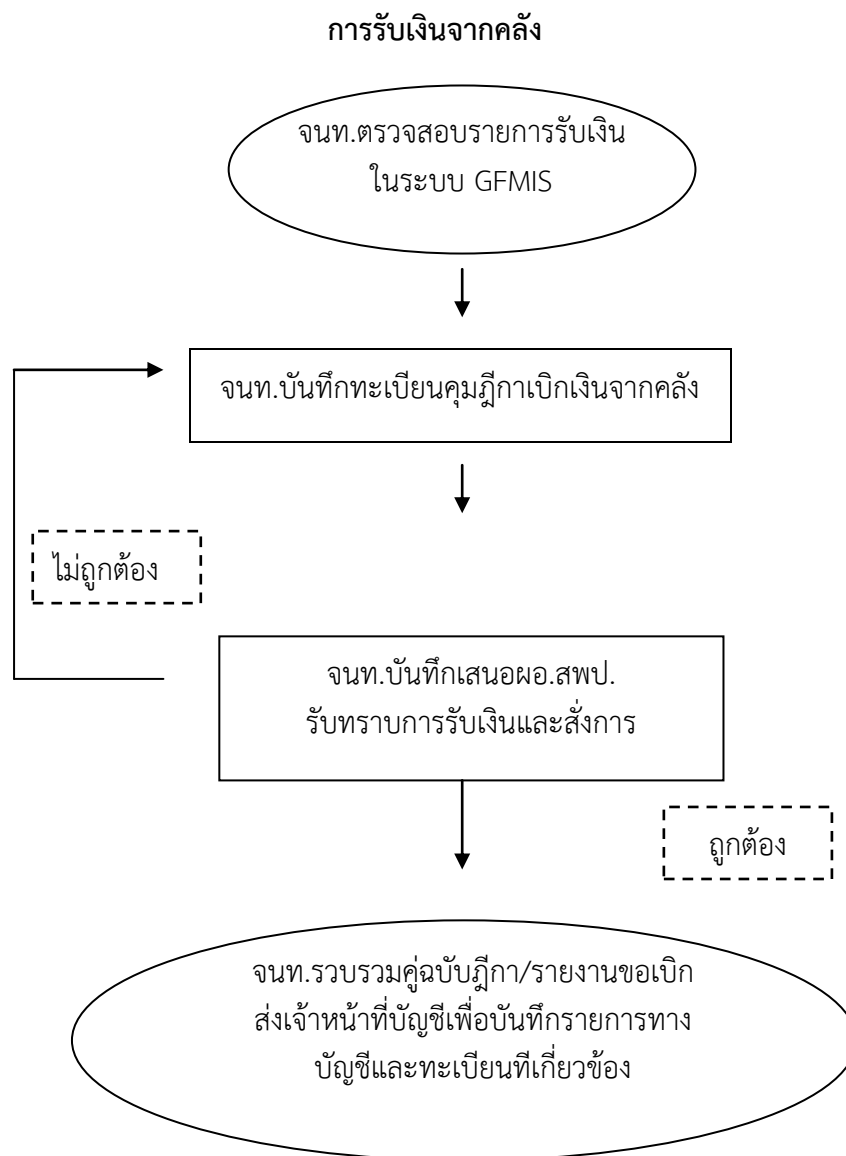 การรับเงินจากคลัง
จนท.ตรวจสอบรายการรับเงิน
ในระบบ GFMIS
จนท.บันทึกทะเบียนคุมฎีกาเบิกเงินจากคลัง
ไม่ถูกต้อง
จนท.บันทึกเสนอผอ.สพป.
รับทราบการรับเงินและสั่งการ
ถูกต้อง
จนท.รวบรวมคู่ฉบับฎีกา/รายงานขอเบิก
ส่งเจ้าหน้าที่บัญชีเพื่อบันทึกรายการทาง
บัญชีและทะเบียนทีเกี่ยวข้อง